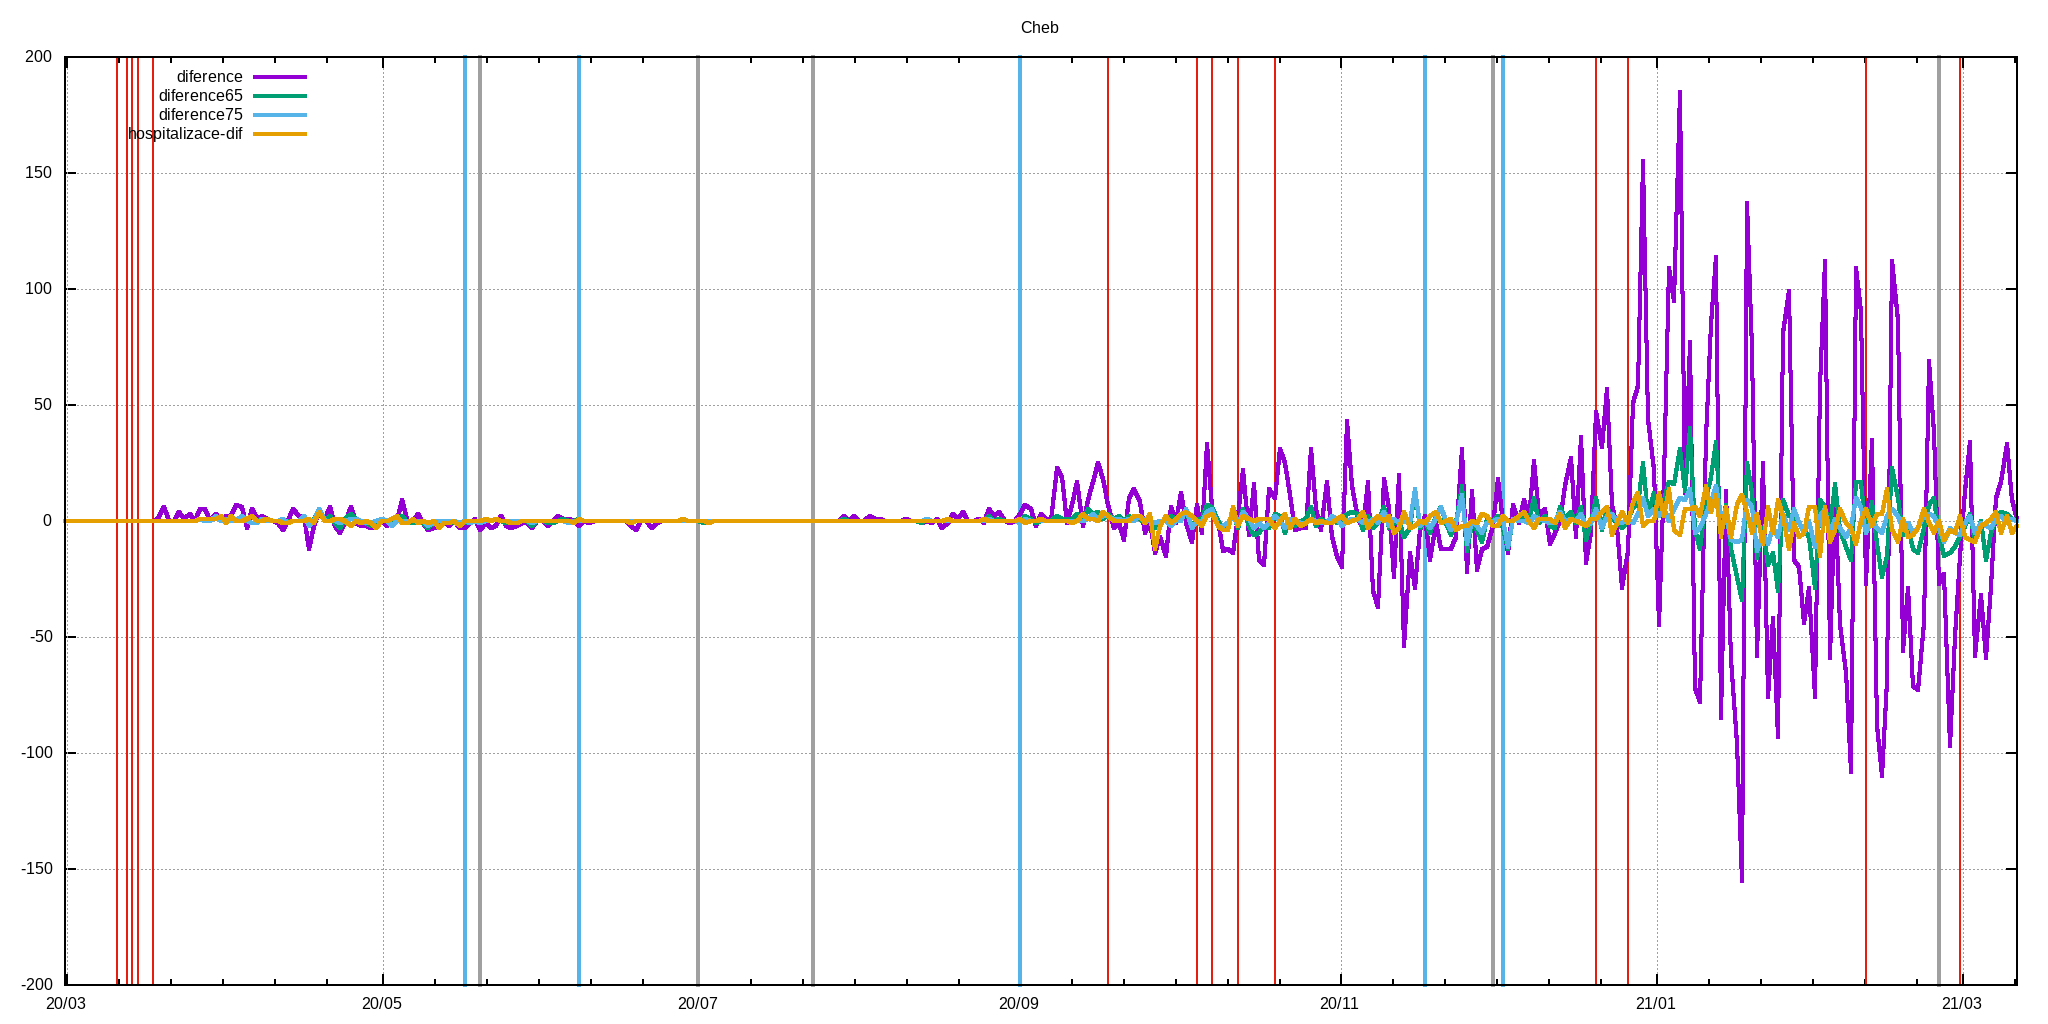 Cheb
200
150
100
50
0
-50
-100
-150
-200
diference
diference65
diference75
hospitalizace-dif
20/03 20/05 20/07 20/09 20/11 21/01 21/03